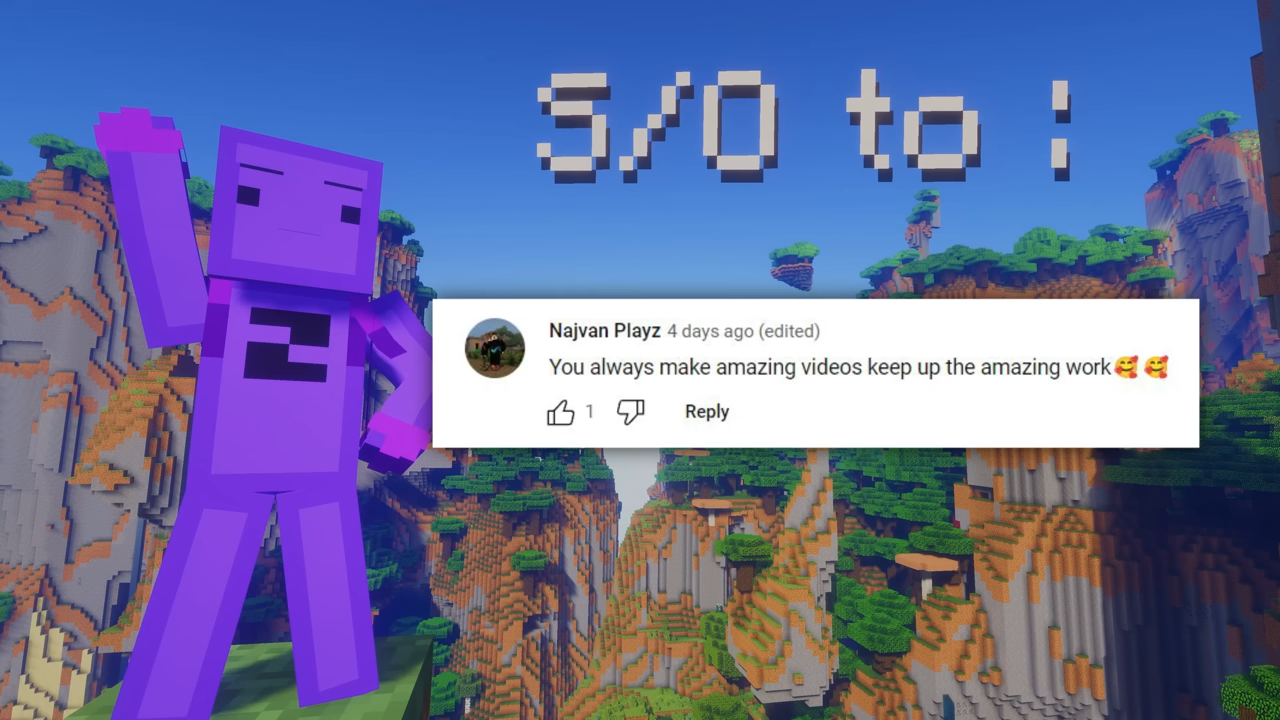 S/O to :
Z
Najvan Playz 4 days ago (edited)
You always make amazing videos keep up the amazing work🥰 🥰
1 Reply